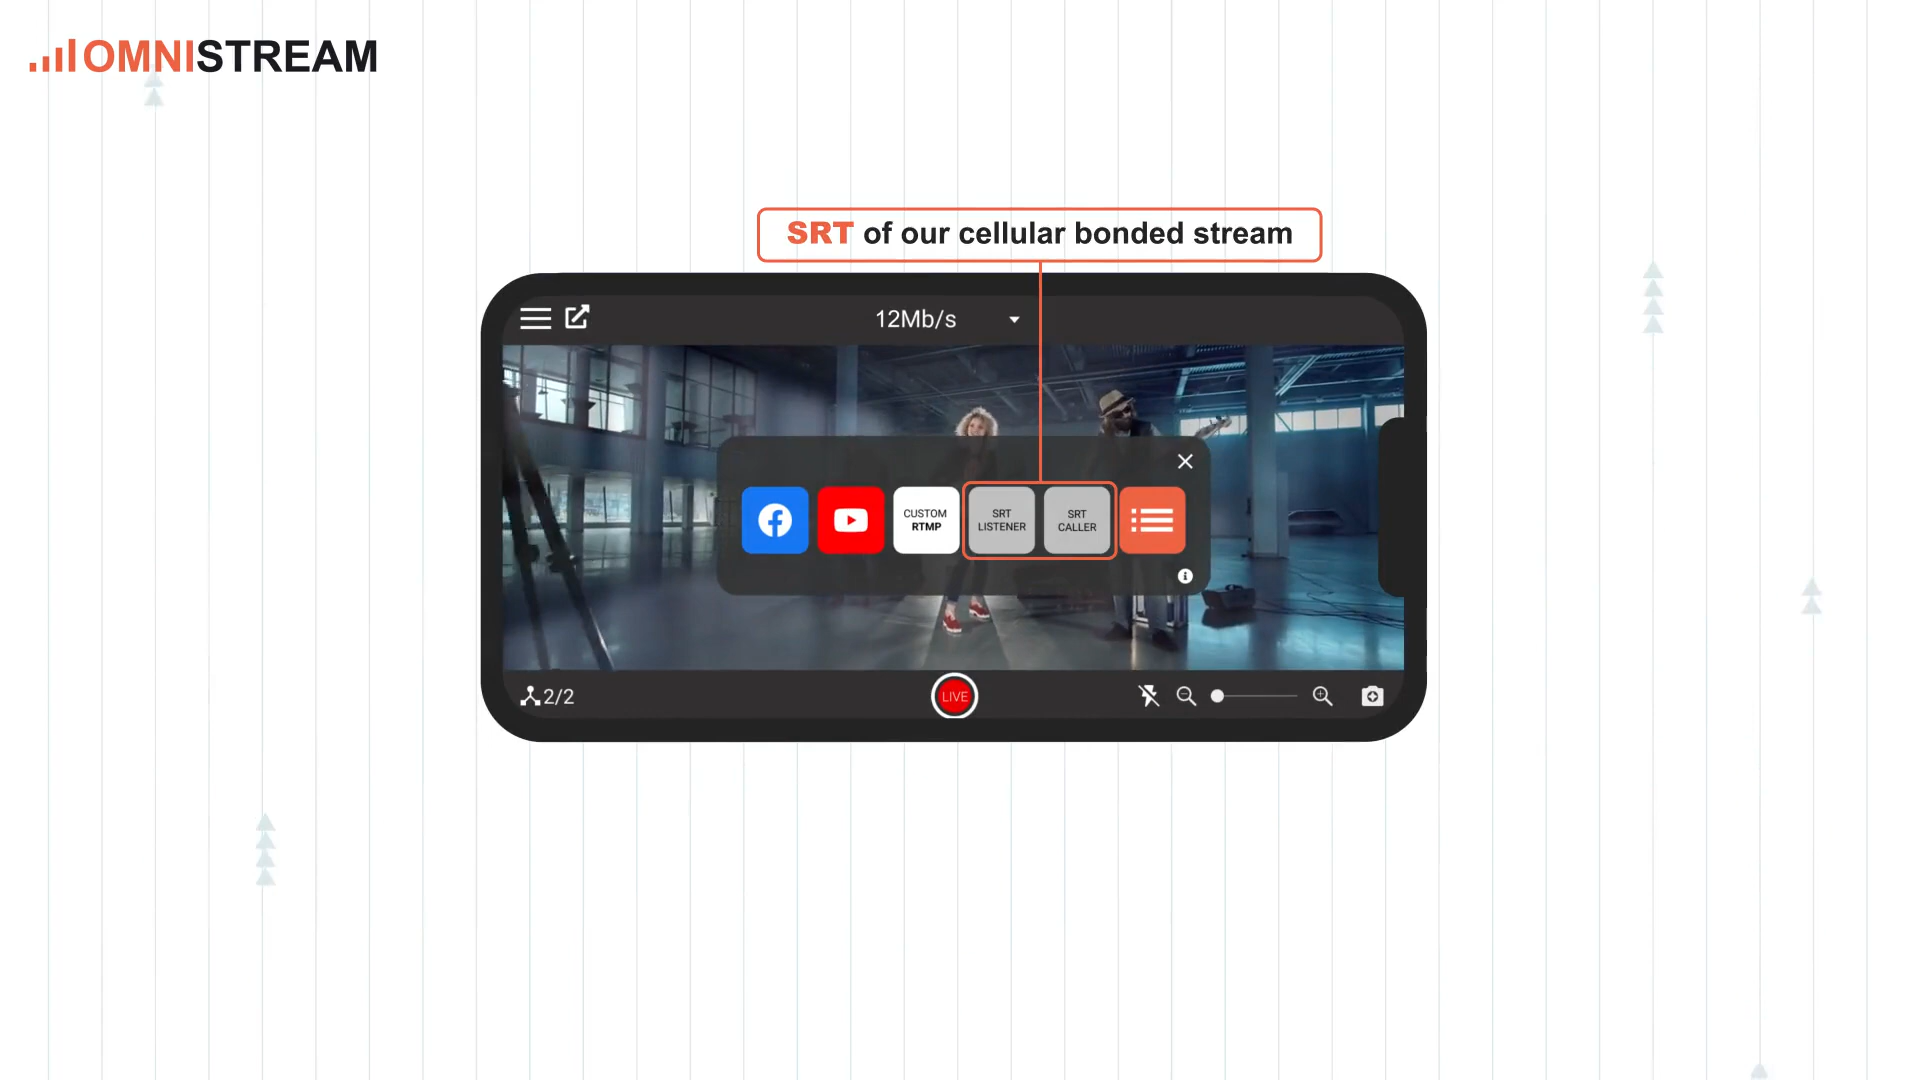 OMNISTREAM
SRT of our cellular bonded stream
12Mb/s
CUSTOM
RTMP
SRT
LISTENER
SRT
CALLER
2/2
LIVE